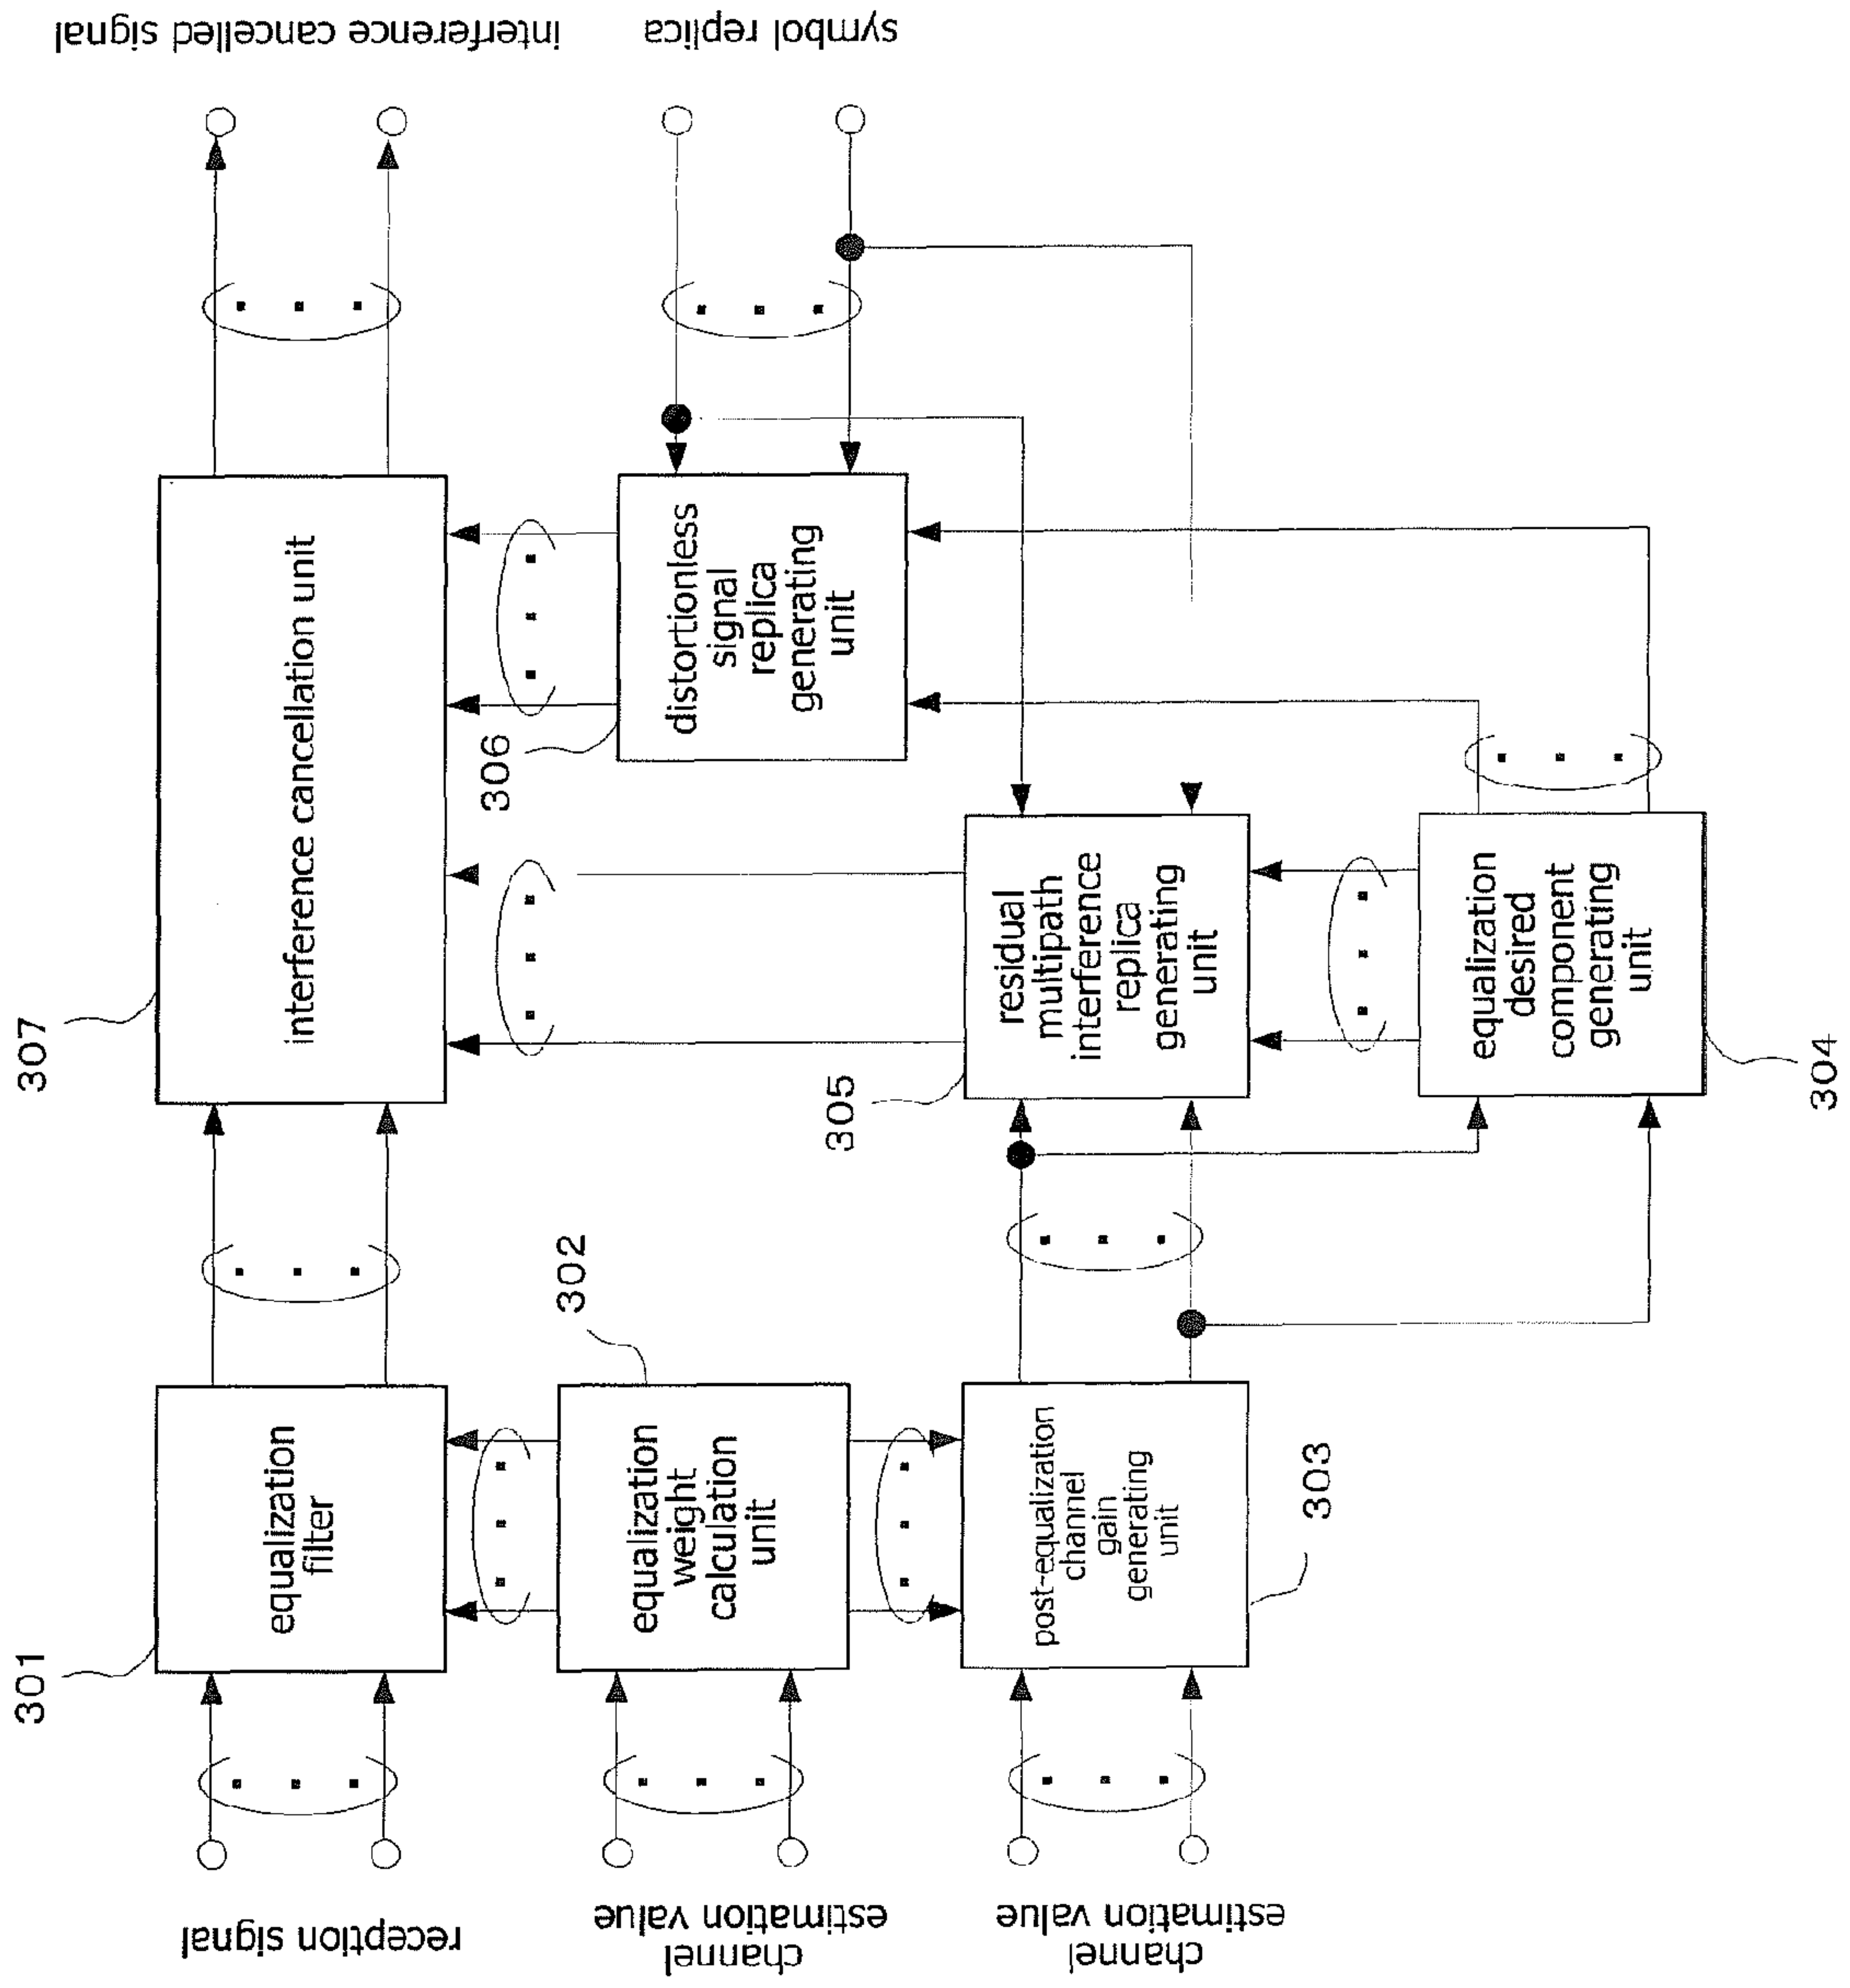 reception signal
channel
estimation value
channel
estimation value
301
equalization
filter
302
equalization
weight
calculation
unit
303
post-equalization
channel
gain
generating
unit
307
interference cancellation unit
305
residual
multipath
interference
replica
generating
unit
304
equalization
desired
component
generating
unit
306
distortionless
signal
replica
generating
unit
interference cancelled signal
symbol replica